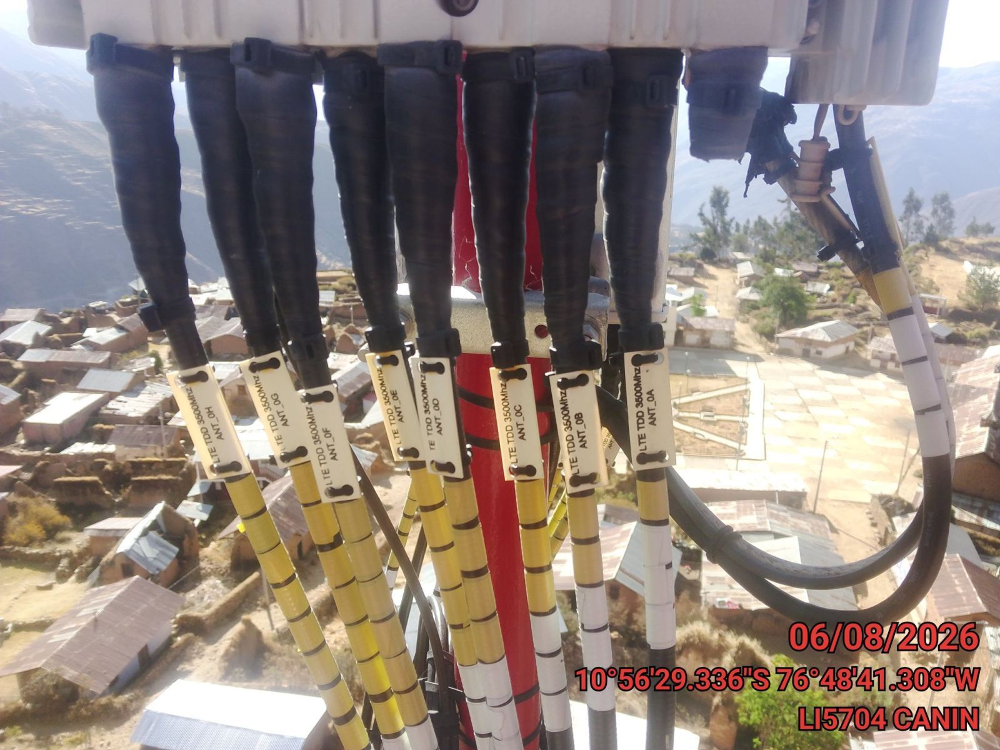 LTE TDD 3500Mhz
ANT_0H
LTE TDD 3500Mhz
ANT_0G
LTE TDD 3500Mhz
ANT_0F
LTE TDD 3500Mhz
ANT_0E
LTE TDD 3500Mhz
ANT_0D
LTE TDD 3500Mhz
ANT_0C
LTE TDD 3500Mhz
ANT_0B
LTE TDD 3500Mhz
ANT_0A
06/08/2026
10°56'29.336"S 76°48'41.308"W
LI5704 CANIN